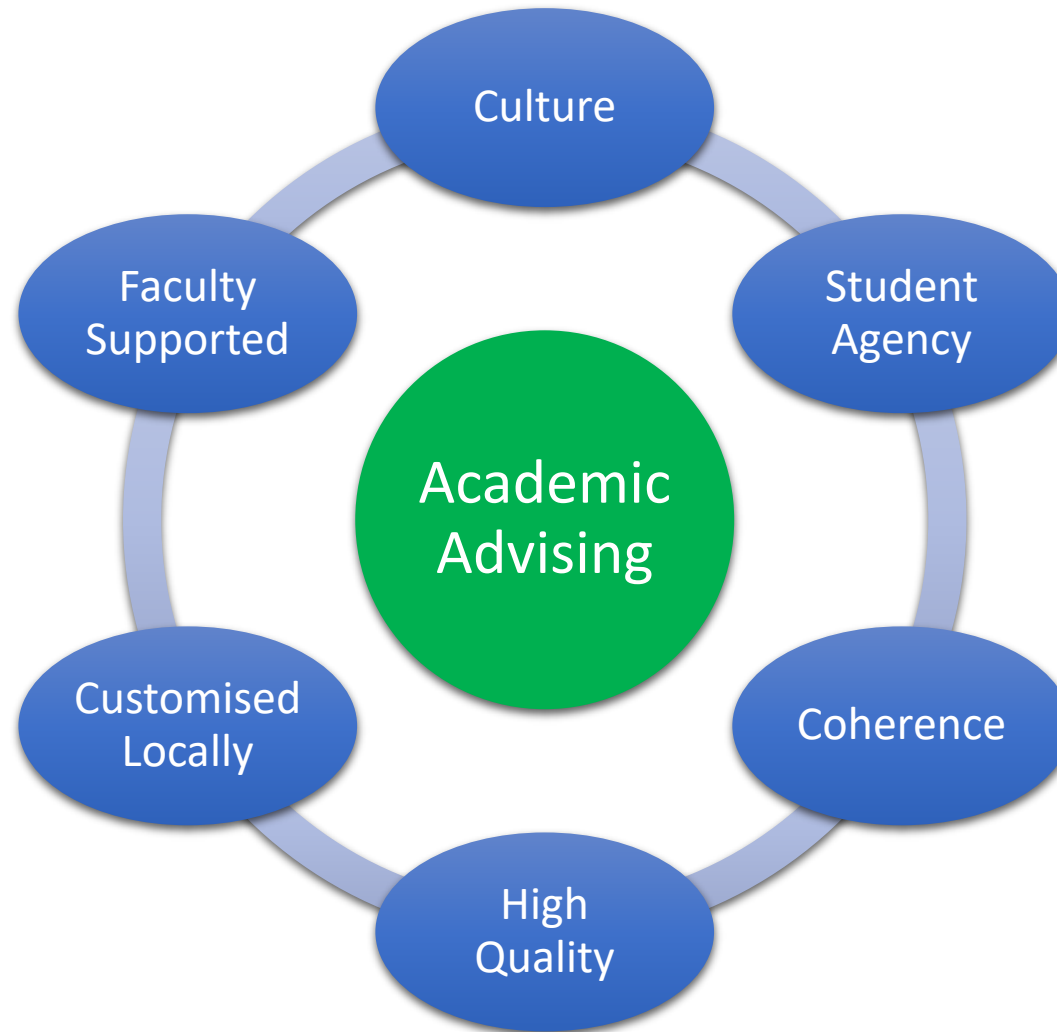 Culture
Student
Agency
Coherence
High
Quality
Customised
Locally
Faculty
Supported
Academic
Advising